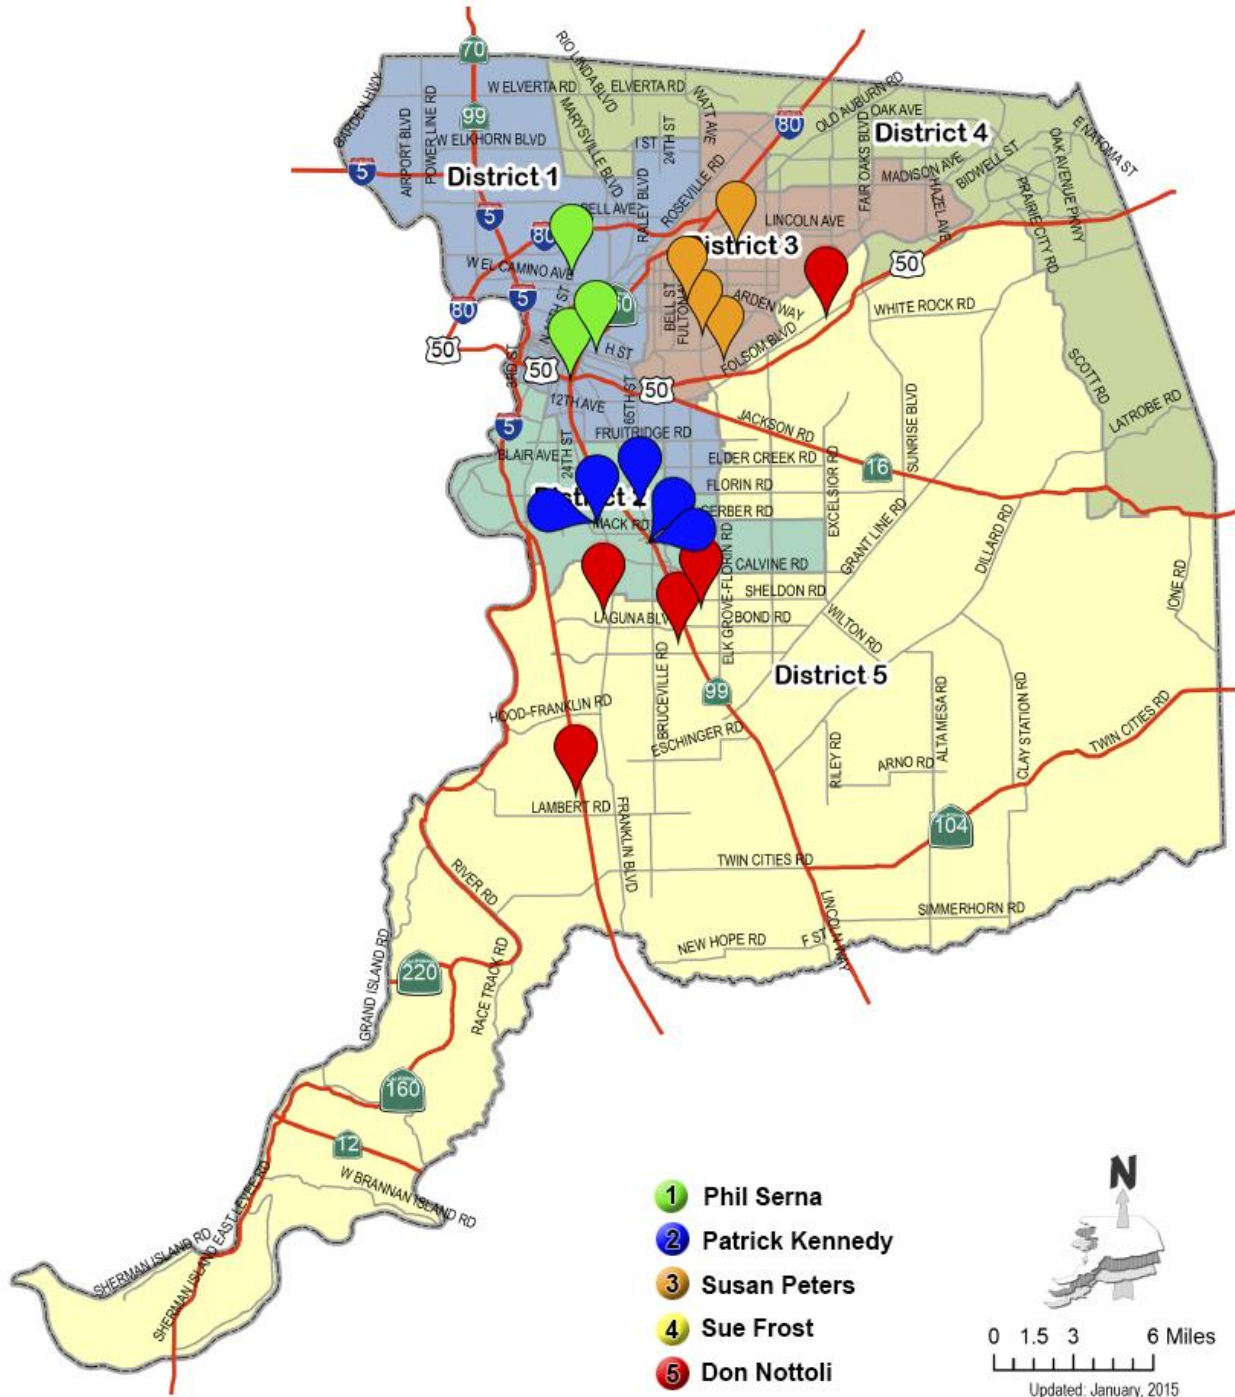 70
RIO LINDA BLVD
W ELVERTA RD
ELVERTA RD
WATT AVE
OLD AUBURN RD
OAK AVE
GARDEN HWY
AIRPORT BLVD
POWER LINE RD
99
W ELKHORN BLVD
MARYSVILLE BLVD
I ST
24TH ST
80
FAIR OAKS BLVD
District 4
E NATOMA ST
OAK AVENUE PKWY
5
District 1
RALEY BLVD
ROSEVILLE RD
MADISON AVE
BIDWELL ST
HAZEL AVE
PRAIRIE CITY RD
BELL AVE
5
80
LINCOLN AVE
District 3
W EL CAMINO AVE
50
5
80
BELL ST
FULTON
ARDEN WAY
WHITE ROCK RD
50
3RD ST
H ST
50
50
FOLSOM BLVD
SCOTT RD
LATROBE RD
12TH AVE
65TH ST
5
FRUITRIDGE RD
JACKSON RD
SUNRISE BLVD
BLAIR AVE
24TH ST
ELDER CREEK RD
EXCELSIOR RD
16
FLORIN RD
District 2
GERBER RD
MACK RD
GRANT LINE RD
DILLARD RD
ELK GROVE-FLORIN RD
CALVINE RD
SHELDON RD
IONE RD
LAGUNA BLV
BOND RD
WILTON RD
BRUCEVILLE RD
District 5
99
HOOD-FRANKLIN RD
ESCHINGER RD
RILEY RD
ALTA MESA RD
CLAY STATION RD
TWIN CITIES RD
ARNO RD
LAMBERT RD
FRANKLIN BLVD
104
TWIN CITIES RD
RIVER RD
LINCOLN WAY
SIMMERHORN RD
NEW HOPE RD
F ST
220
GRAND ISLAND RD
RACE TRACK RD
160
12
W BRANNAN ISLAND RD
SHERMAN ISLAND RD
SHERMAN ISLAND EAST LEVEE RD
1 Phil Serna
2 Patrick Kennedy
3 Susan Peters
4 Sue Frost
5 Don Nottoli
N
0 1.5 3 6 Miles
Updated: January, 2015